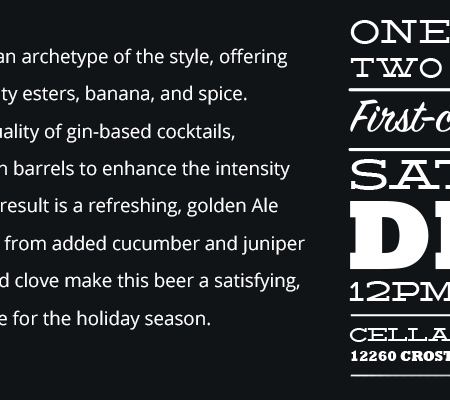 an archetype of the style, offering
ty esters, banana, and spice.
uality of gin-based cocktails,
n barrels to enhance the intensity
result is a refreshing, golden Ale
from added cucumber and juniper
d clove make this beer a satisfying,
e for the holiday season.
ONE
TWO
First-c
SAT
DE
12PM
CELLA
12260 CROST